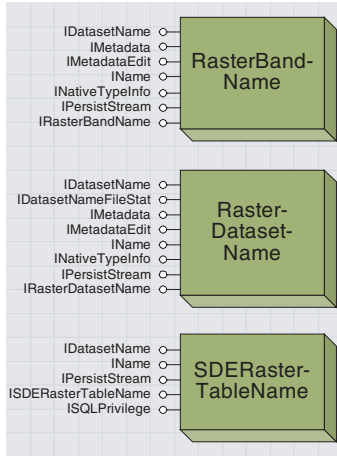 IDatasetName
IMetadata
IMetadataEdit
IName
INativeTypeInfo
IPersistStream
IRasterBandName
RasterBand-
Name
IDatasetName
IDatasetNameFileStat
IMetadata
IMetadataEdit
IName
INativeTypeInfo
IPersistStream
IRasterDatasetName
Raster-
Dataset-
Name
IDatasetName
IName
IPersistStream
ISDERasterTableName
ISQLPrivilege
SDERaster-
TableName